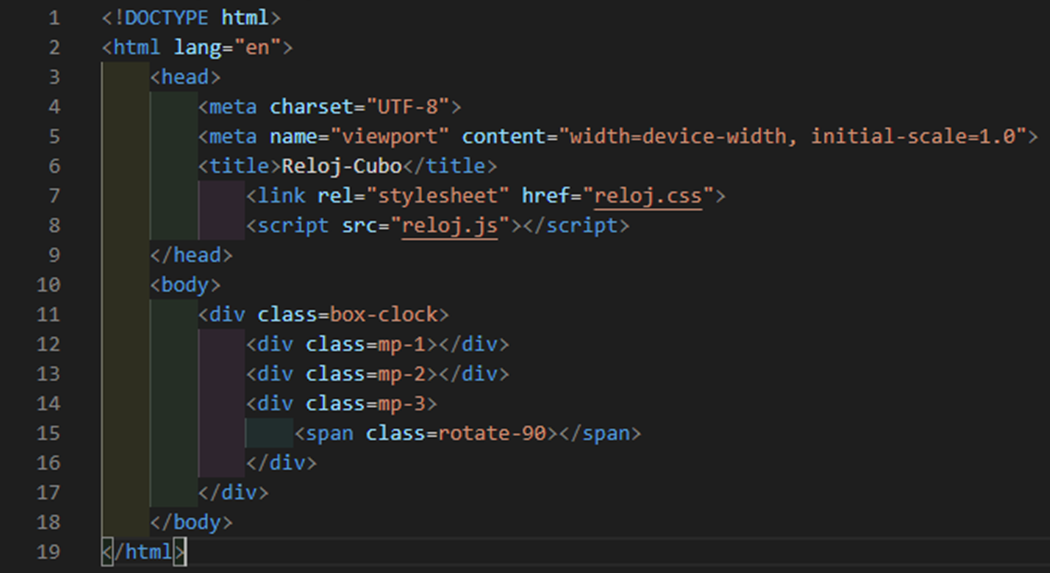 1 <!DOCTYPE html>
2 <html lang="en">
3 <head>
4 <meta charset="UTF-8">
5 <meta name="viewport" content="width=device-width, initial-scale=1.0">
6 <title>Reloj-Cubo</title>
7 <link rel="stylesheet" href="reloj.css">
8 <script src="reloj.js"></script>
9 </head>
10 <body>
11 <div class=box-clock>
12 <div class=mp-1></div>
13 <div class=mp-2></div>
14 <div class=mp-3>
15 <span class=rotate-90></span>
16 </div>
17 </div>
18 </body>
19 </html>